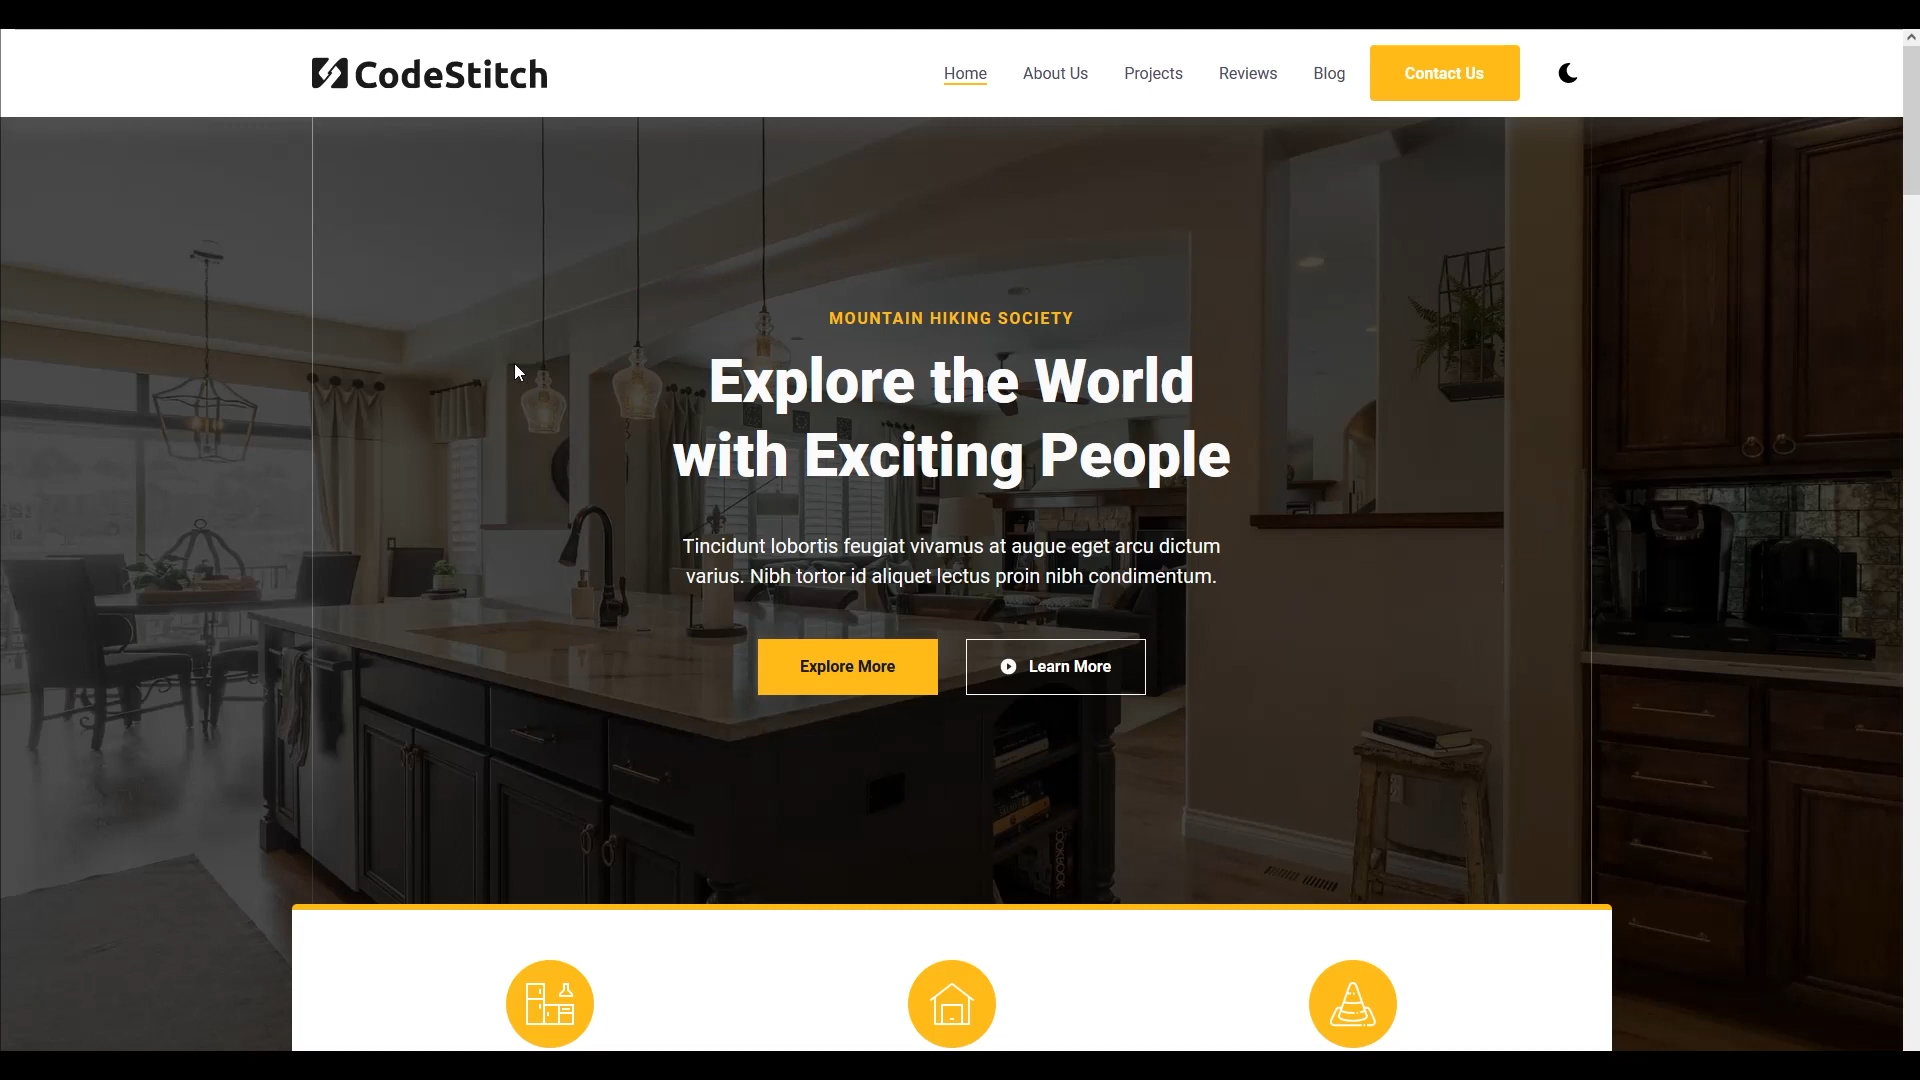 CodeStitch
Home About Us Projects Reviews Blog Contact Us
MOUNTAIN HIKING SOCIETY
Explore the World
with Exciting People
Tincidunt lobortis feugiat vivamus at augue eget arcu dictum
varius. Nibh tortor id aliquet lectus proin nibh condimentum.
Explore More Learn More